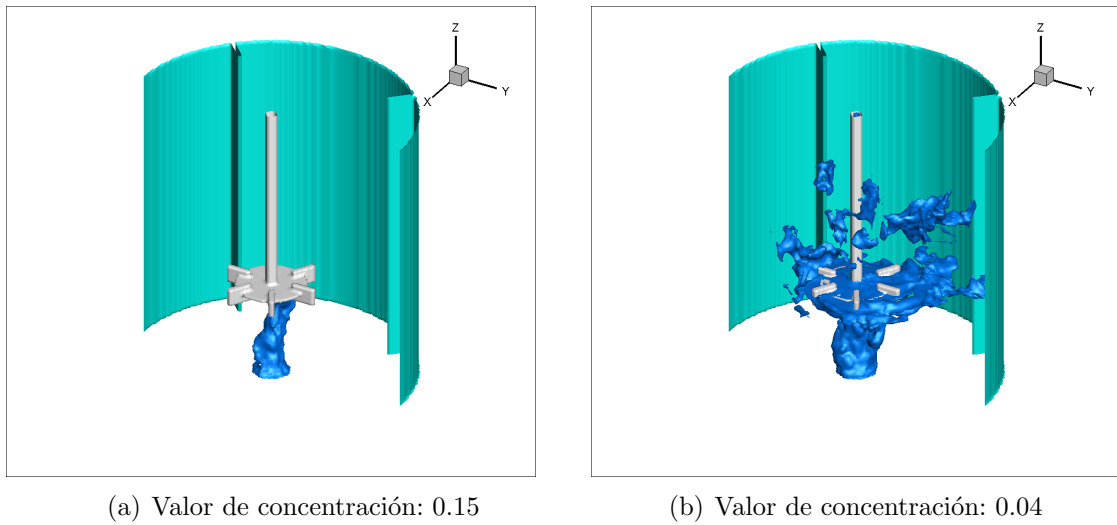 Z
X
Y
Z
X
Y
(a) Valor de concentración: 0.15
(b) Valor de concentración: 0.04